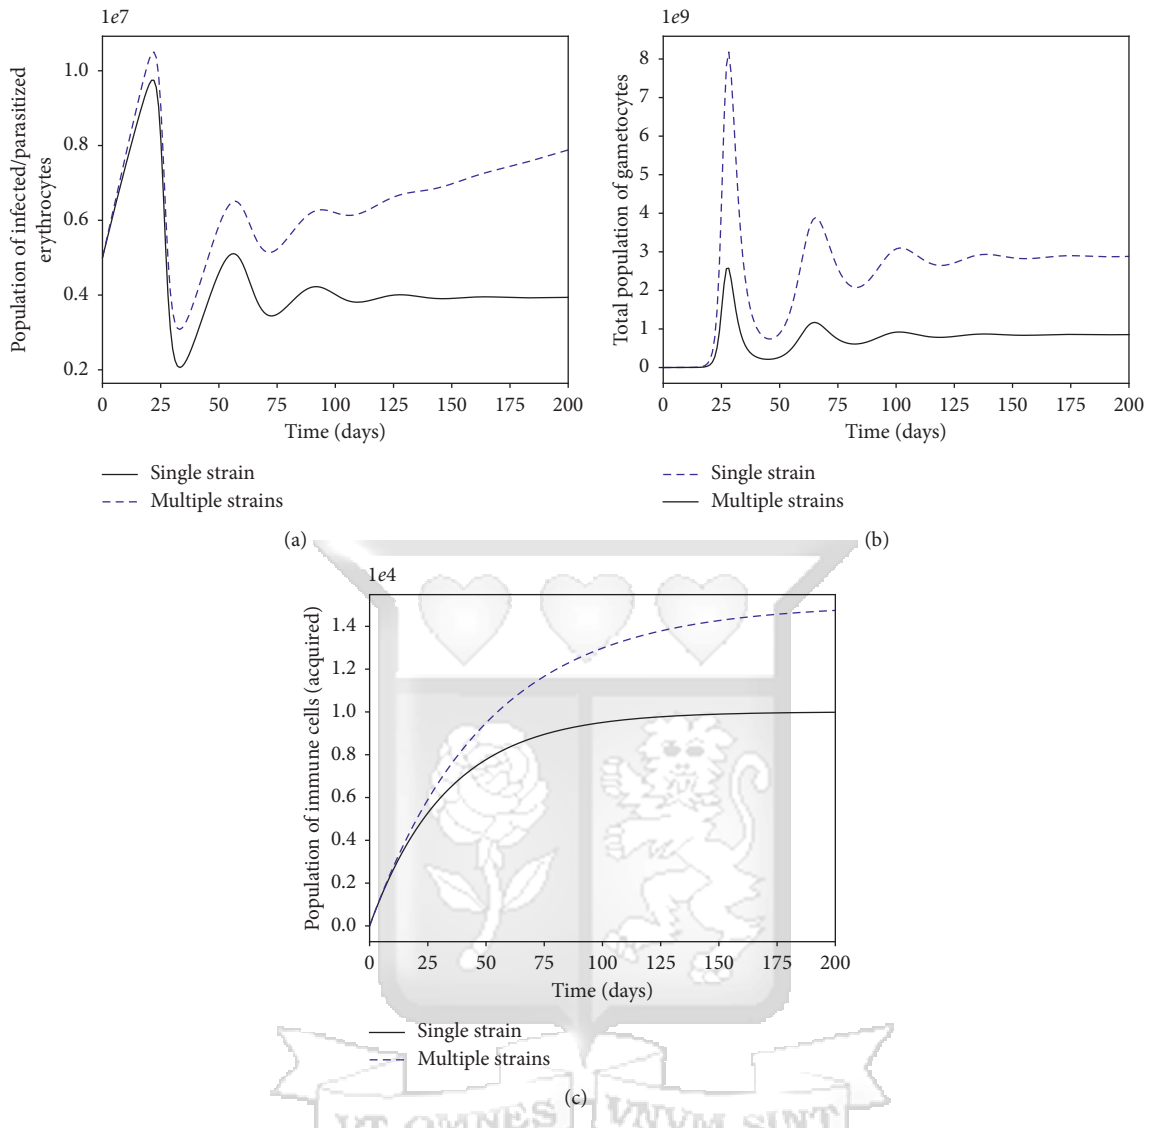 1e7
Population of infected/parasitized
erythrocytes
1.0
0.8
0.6
0.4
0.2
0 25 50 75 100 125 150 175 200
Time (days)
Single strain
Multiple strains
(a)
1e9
Total population of gametocytes
8
7
6
5
4
3
2
1
0
0 25 50 75 100 125 150 175 200
Time (days)
Single strain
Multiple strains
(b)
1e4
Population of immune cells (acquired)
1.4
1.2
1.0
0.8
0.6
0.4
0.2
0.0
0 25 50 75 100 125 150 175 200
Time (days)
Single strain
Multiple strains
(c)
VT OMNES VNVM SINT